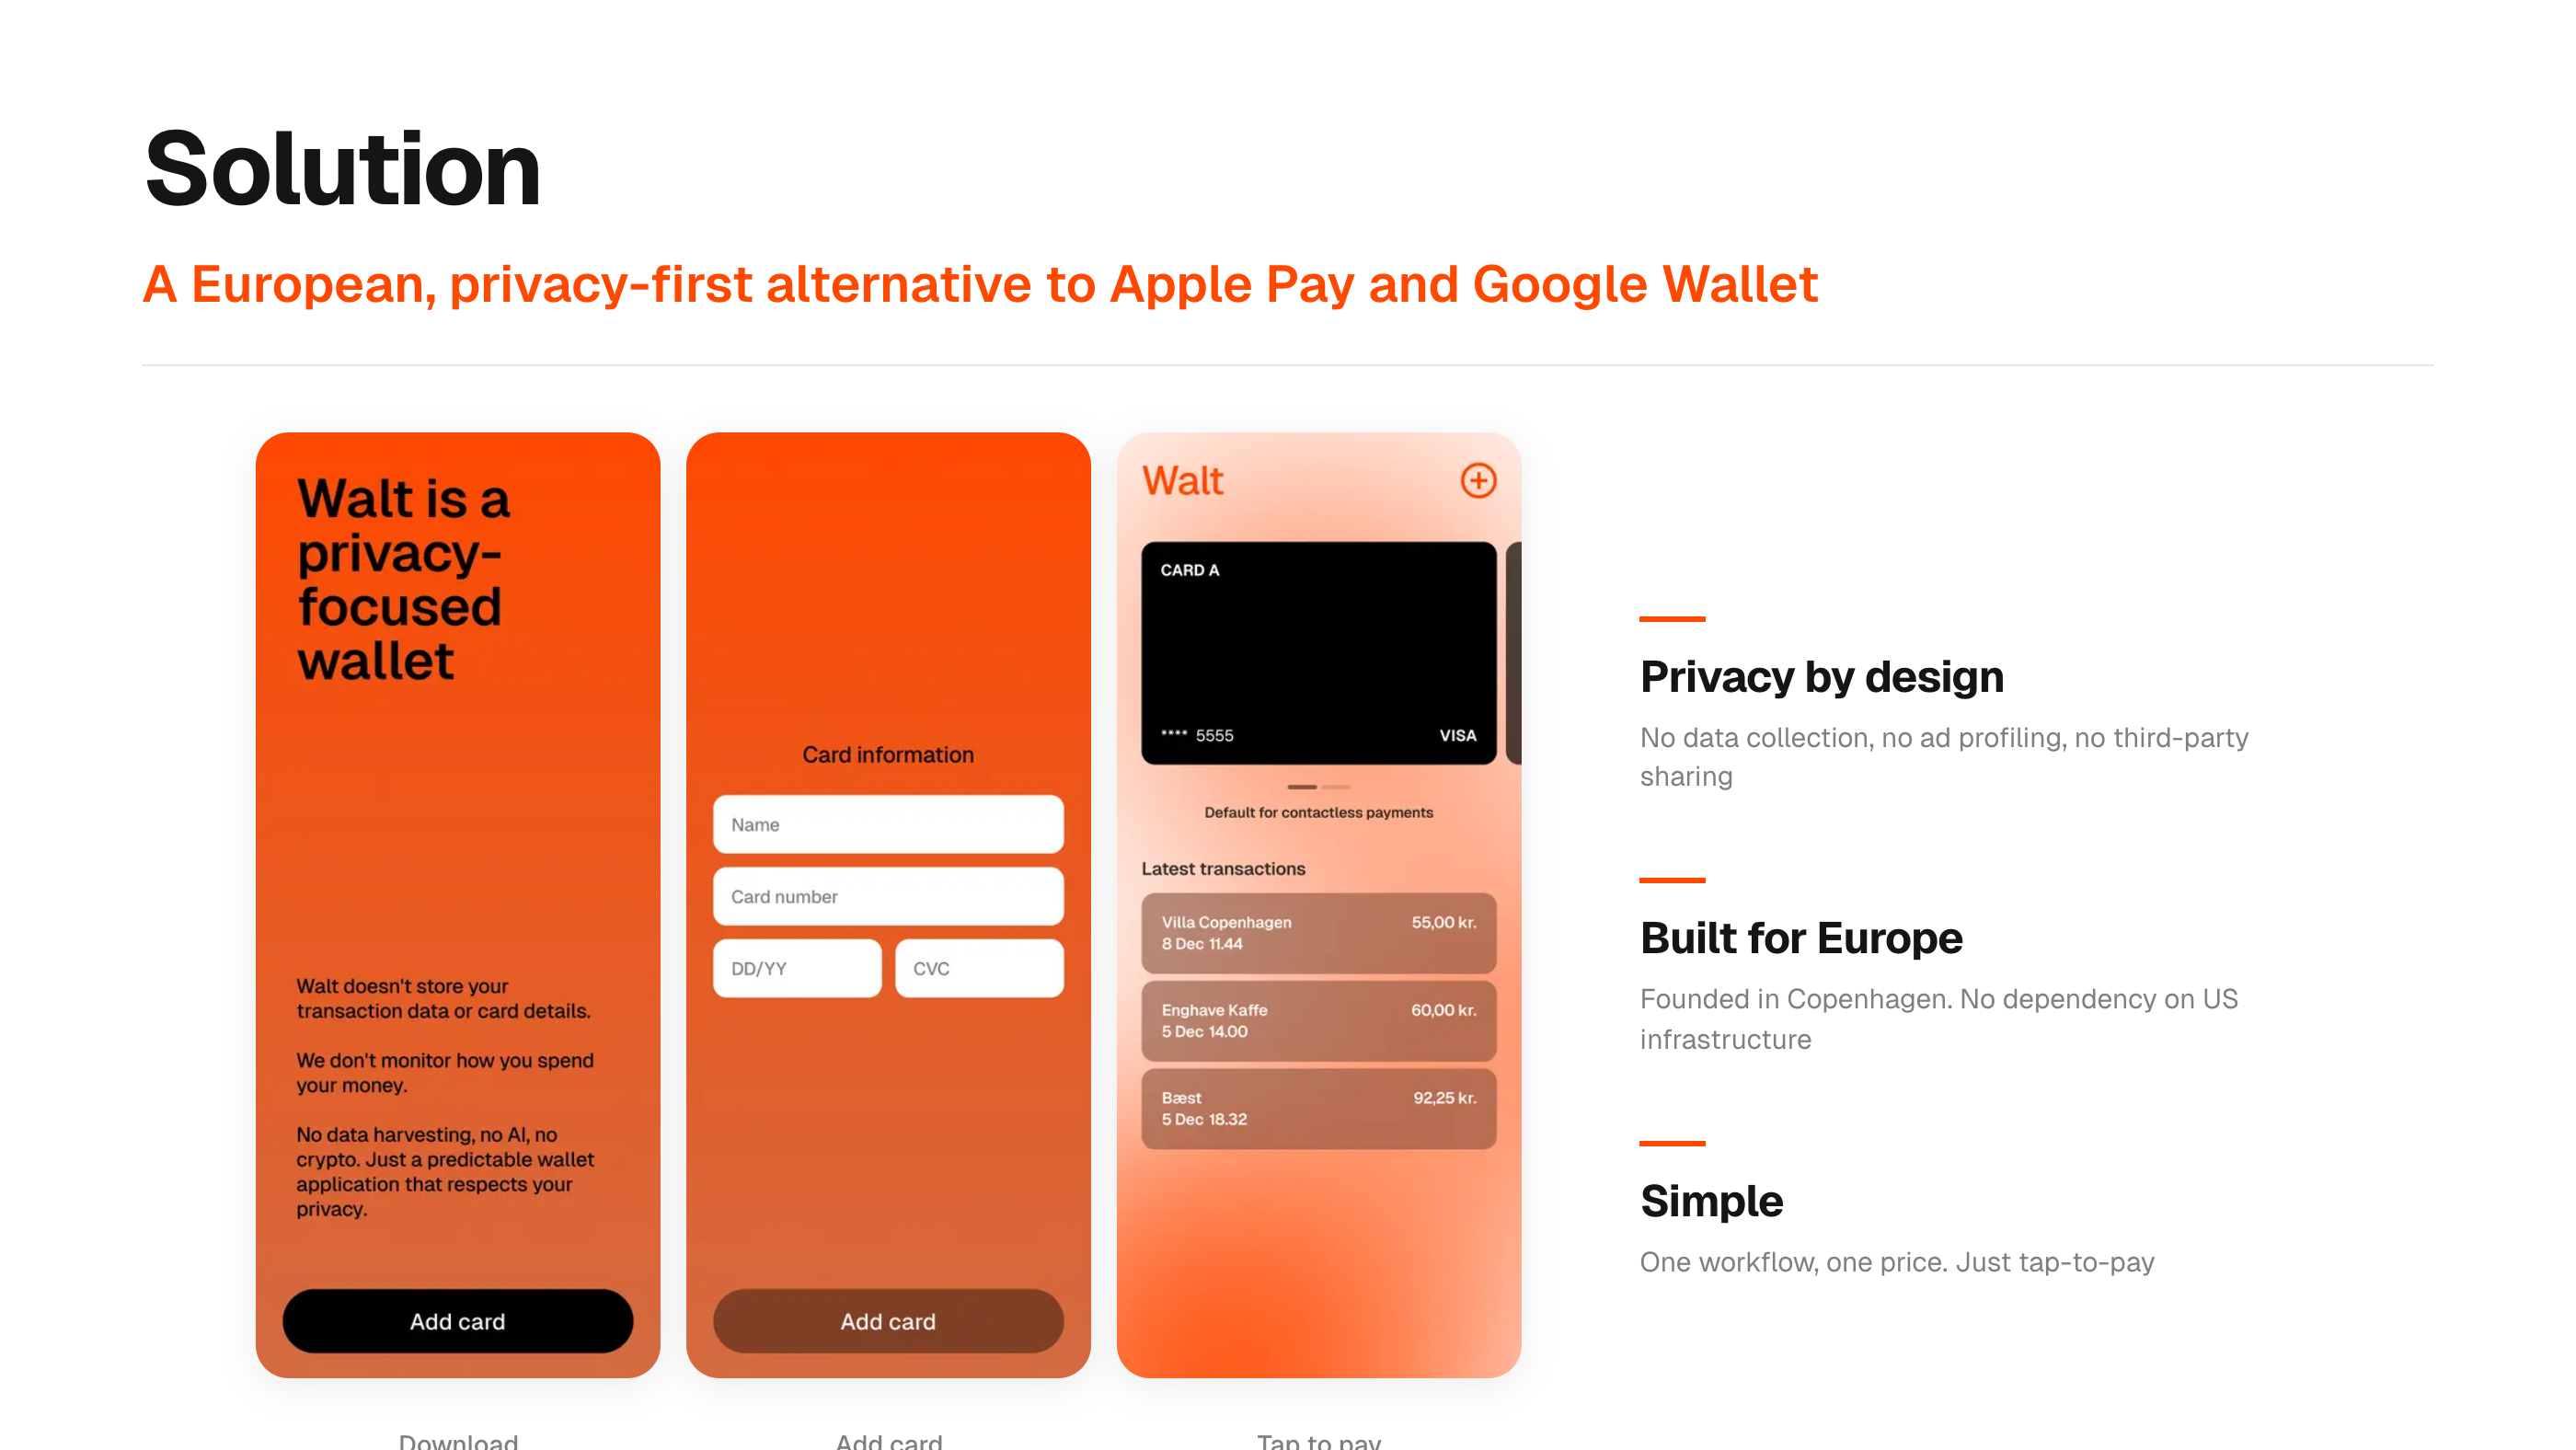 Solution
A European, privacy-first alternative to Apple Pay and Google Wallet
Walt is a
privacy-
focused
wallet
Walt doesn't store your
transaction data or card details.
We don't monitor how you spend
your money.
No data harvesting, no AI, no
crypto. Just a predictable wallet
application that respects your
privacy.
Add card
Download
Card information
Name
Card number
DD/YY
CVC
Add card
Add card
Walt
CARD A
**** 5555
VISA
Default for contactless payments
Latest transactions
Villa Copenhagen
55,00 kr.
8 Dec 11.44
Enghave Kaffe
60,00 kr.
5 Dec 14.00
Bæst
92,25 kr.
5 Dec 18.32
Tap to pay
Privacy by design
No data collection, no ad profiling, no third-party
sharing
Built for Europe
Founded in Copenhagen. No dependency on US
infrastructure
Simple
One workflow, one price. Just tap-to-pay